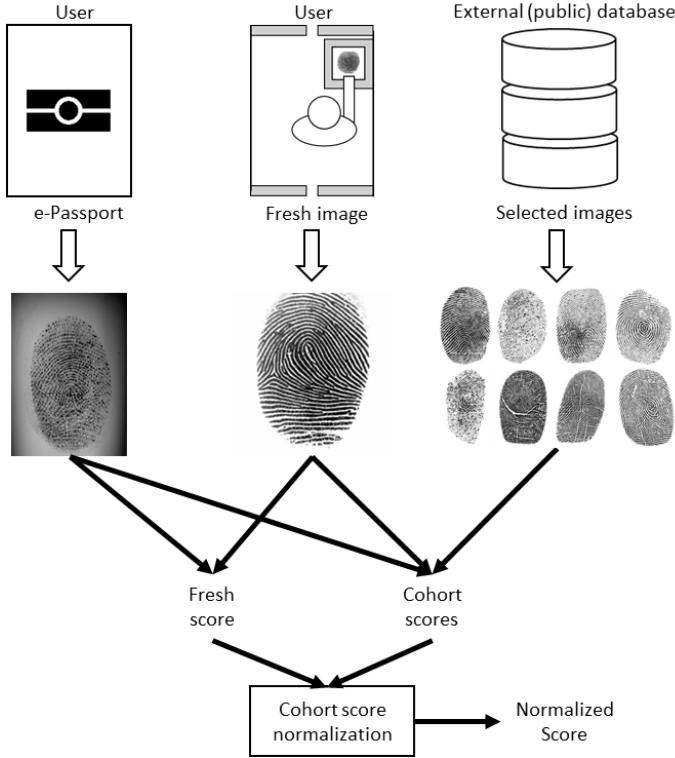 User
User
External (public) database
e-Passport
Fresh image
Selected images
Fresh
score
Cohort
scores
Cohort score
normalization
Normalized
Score